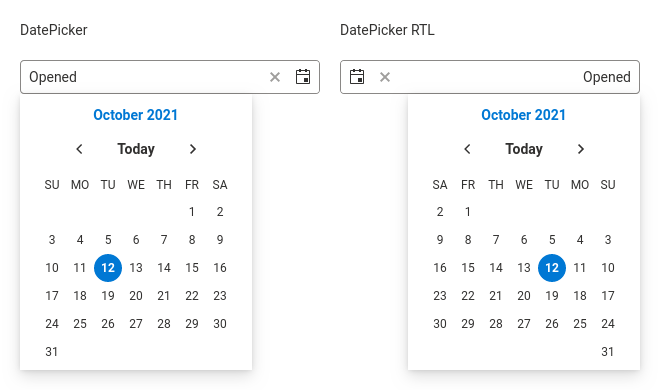 DatePicker
Opened
October 2021
Today
SU MO TU WE TH FR SA
1 2
3 4 5 6 7 8 9
10 11 12 13 14 15 16
17 18 19 20 21 22 23
24 25 26 27 28 29 30
31
DatePicker RTL
Opened
October 2021
Today
SA FR TH WE TU MO SU
2 1
9 8 7 6 5 4 3
16 15 14 13 12 11 10
23 22 21 20 19 18 17
30 29 28 27 26 25 24
31